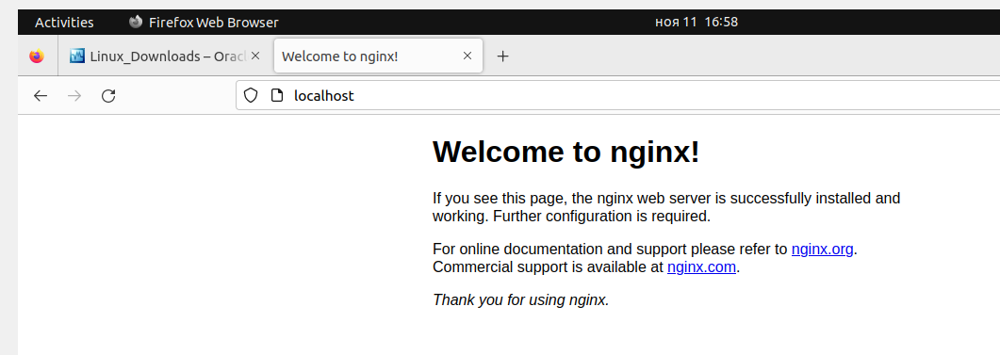 Activities Firefox Web Browser ноя 11 16:58
Linux_Downloads – Orac Welcome to nginx!
localhost
Welcome to nginx!
If you see this page, the nginx web server is successfully installed and
working. Further configuration is required.
For online documentation and support please refer to nginx.org.
Commercial support is available at nginx.com.
Thank you for using nginx.